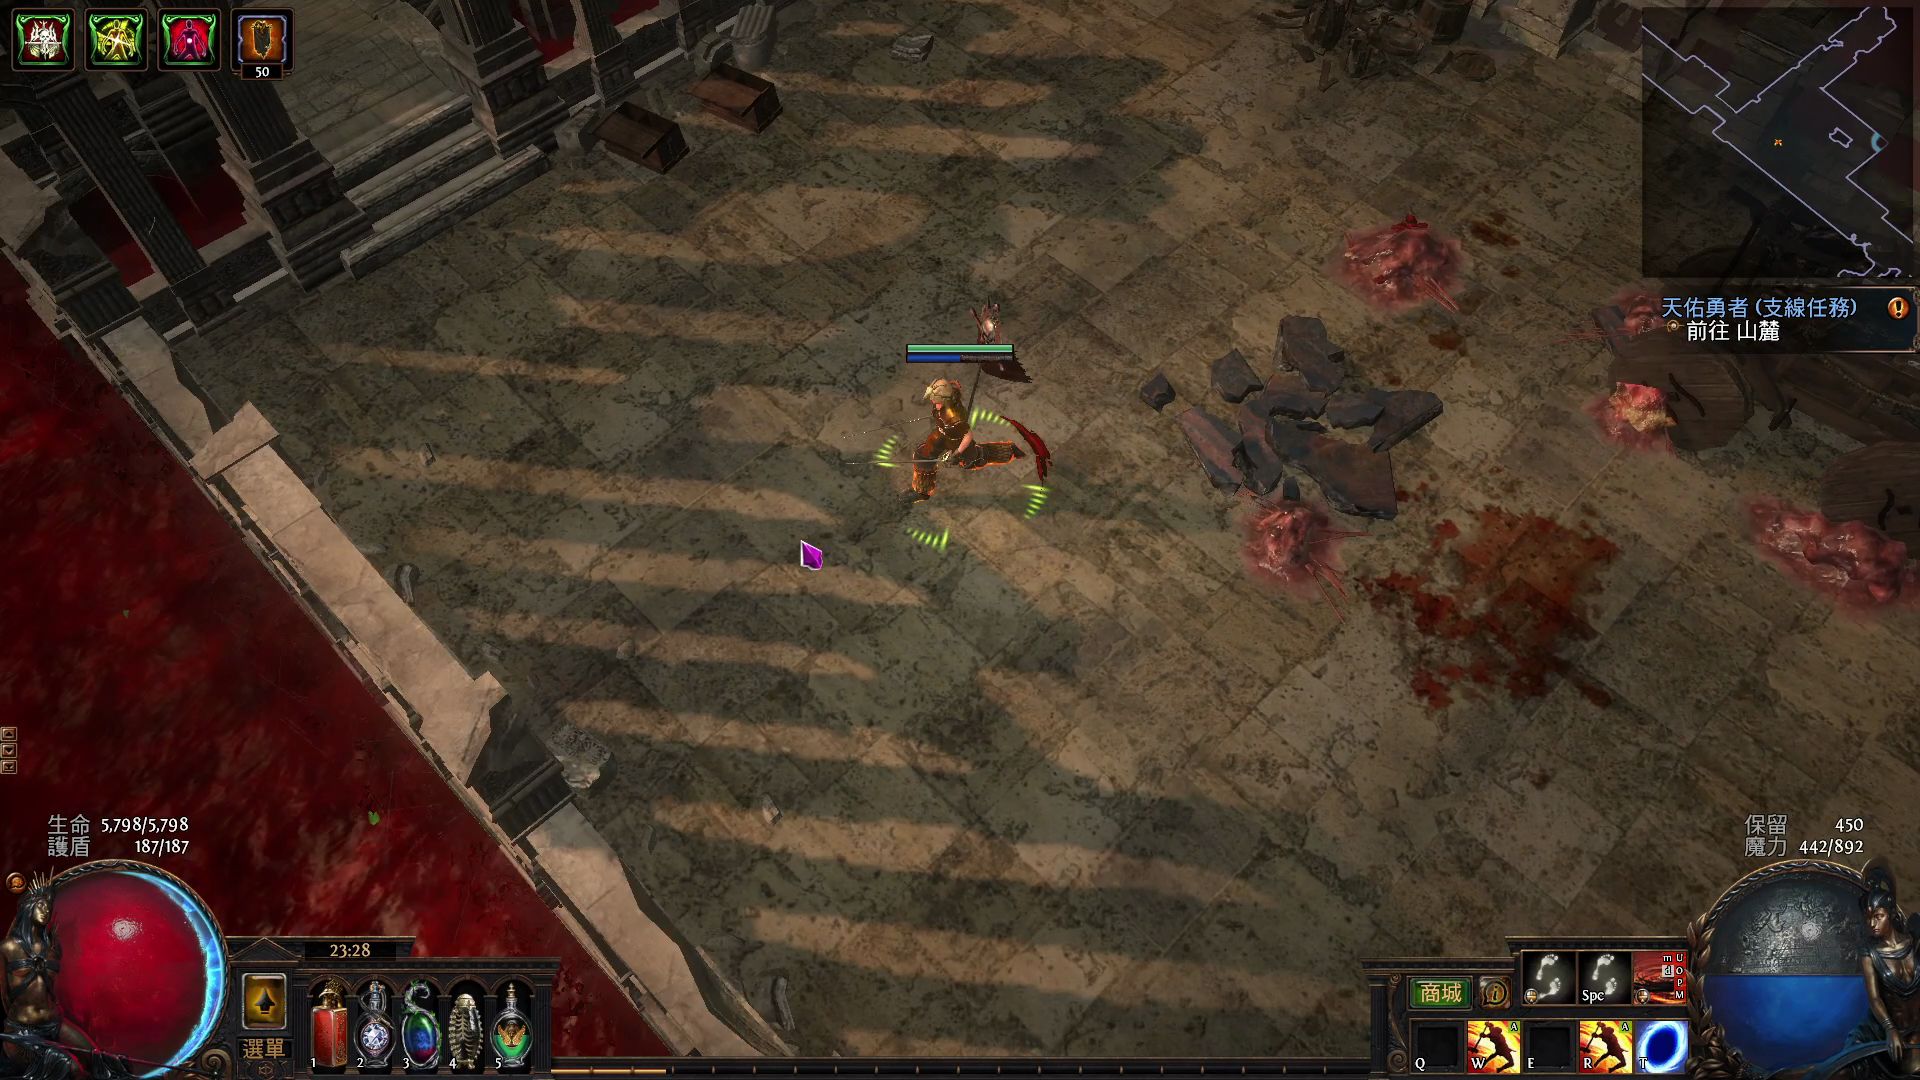 50
天佑勇者 (支線任務)
前往 山麓
生命 5,798/5,798
護盾 187/187
保留 450
魔力 442/892
23:28
選單
1 2 3 4 5
商城
Spc
m U
d O
P
M
Q W A E R A T